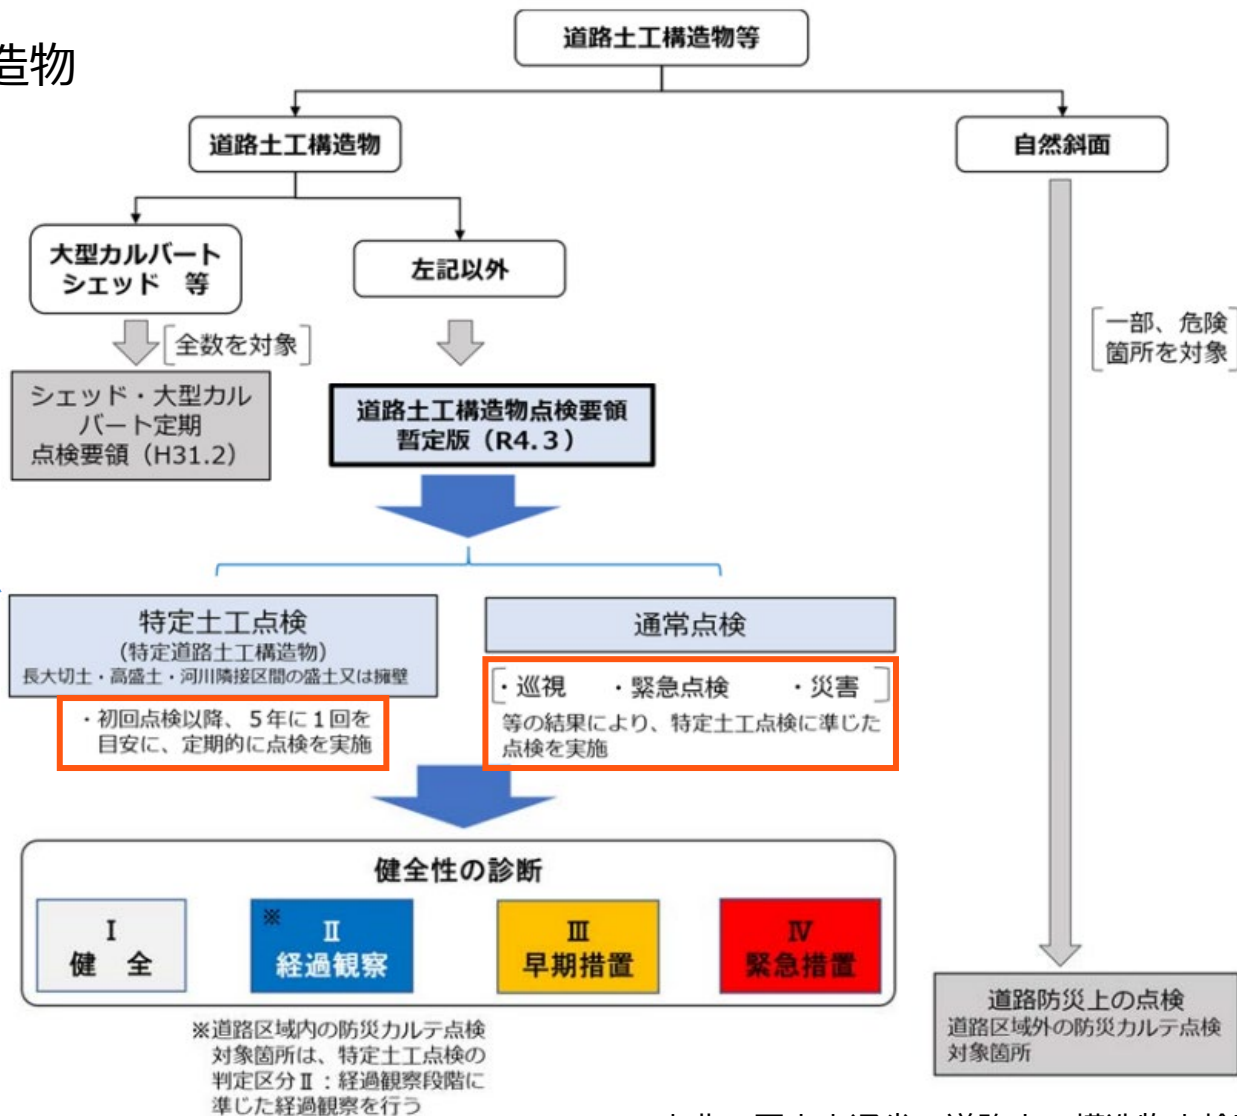 造物
道路土工構造物等
道路土工構造物
自然斜面
大型カルバート
シェッド 等
左記以外
全数を対象
一部、危険
箇所を対象
シェッド・大型カル
バート定期
点検要領（H31.2）
道路土工構造物点検要領
暫定版（R4.3）
特定土工点検
（特定道路土工構造物）
長大切土・高盛土・河川隣接区間の盛土又は擁壁
・初回点検以降、５年に１回を
目安に、定期的に点検を実施
通常点検
・巡視 ・緊急点検 ・災害
等の結果により、特定土工点検に準じた
点検を実施
健全性の診断
Ⅰ
健 全
※ Ⅱ
経過観察
Ⅲ
早期措置
Ⅳ
緊急措置
※道路区域内の防災カルテ点検
対象箇所は、特定土工点検の
判定区分Ⅱ：経過観察段階に
準じた経過観察を行う
道路防災上の点検
道路区域外の防災カルテ点検
対象箇所